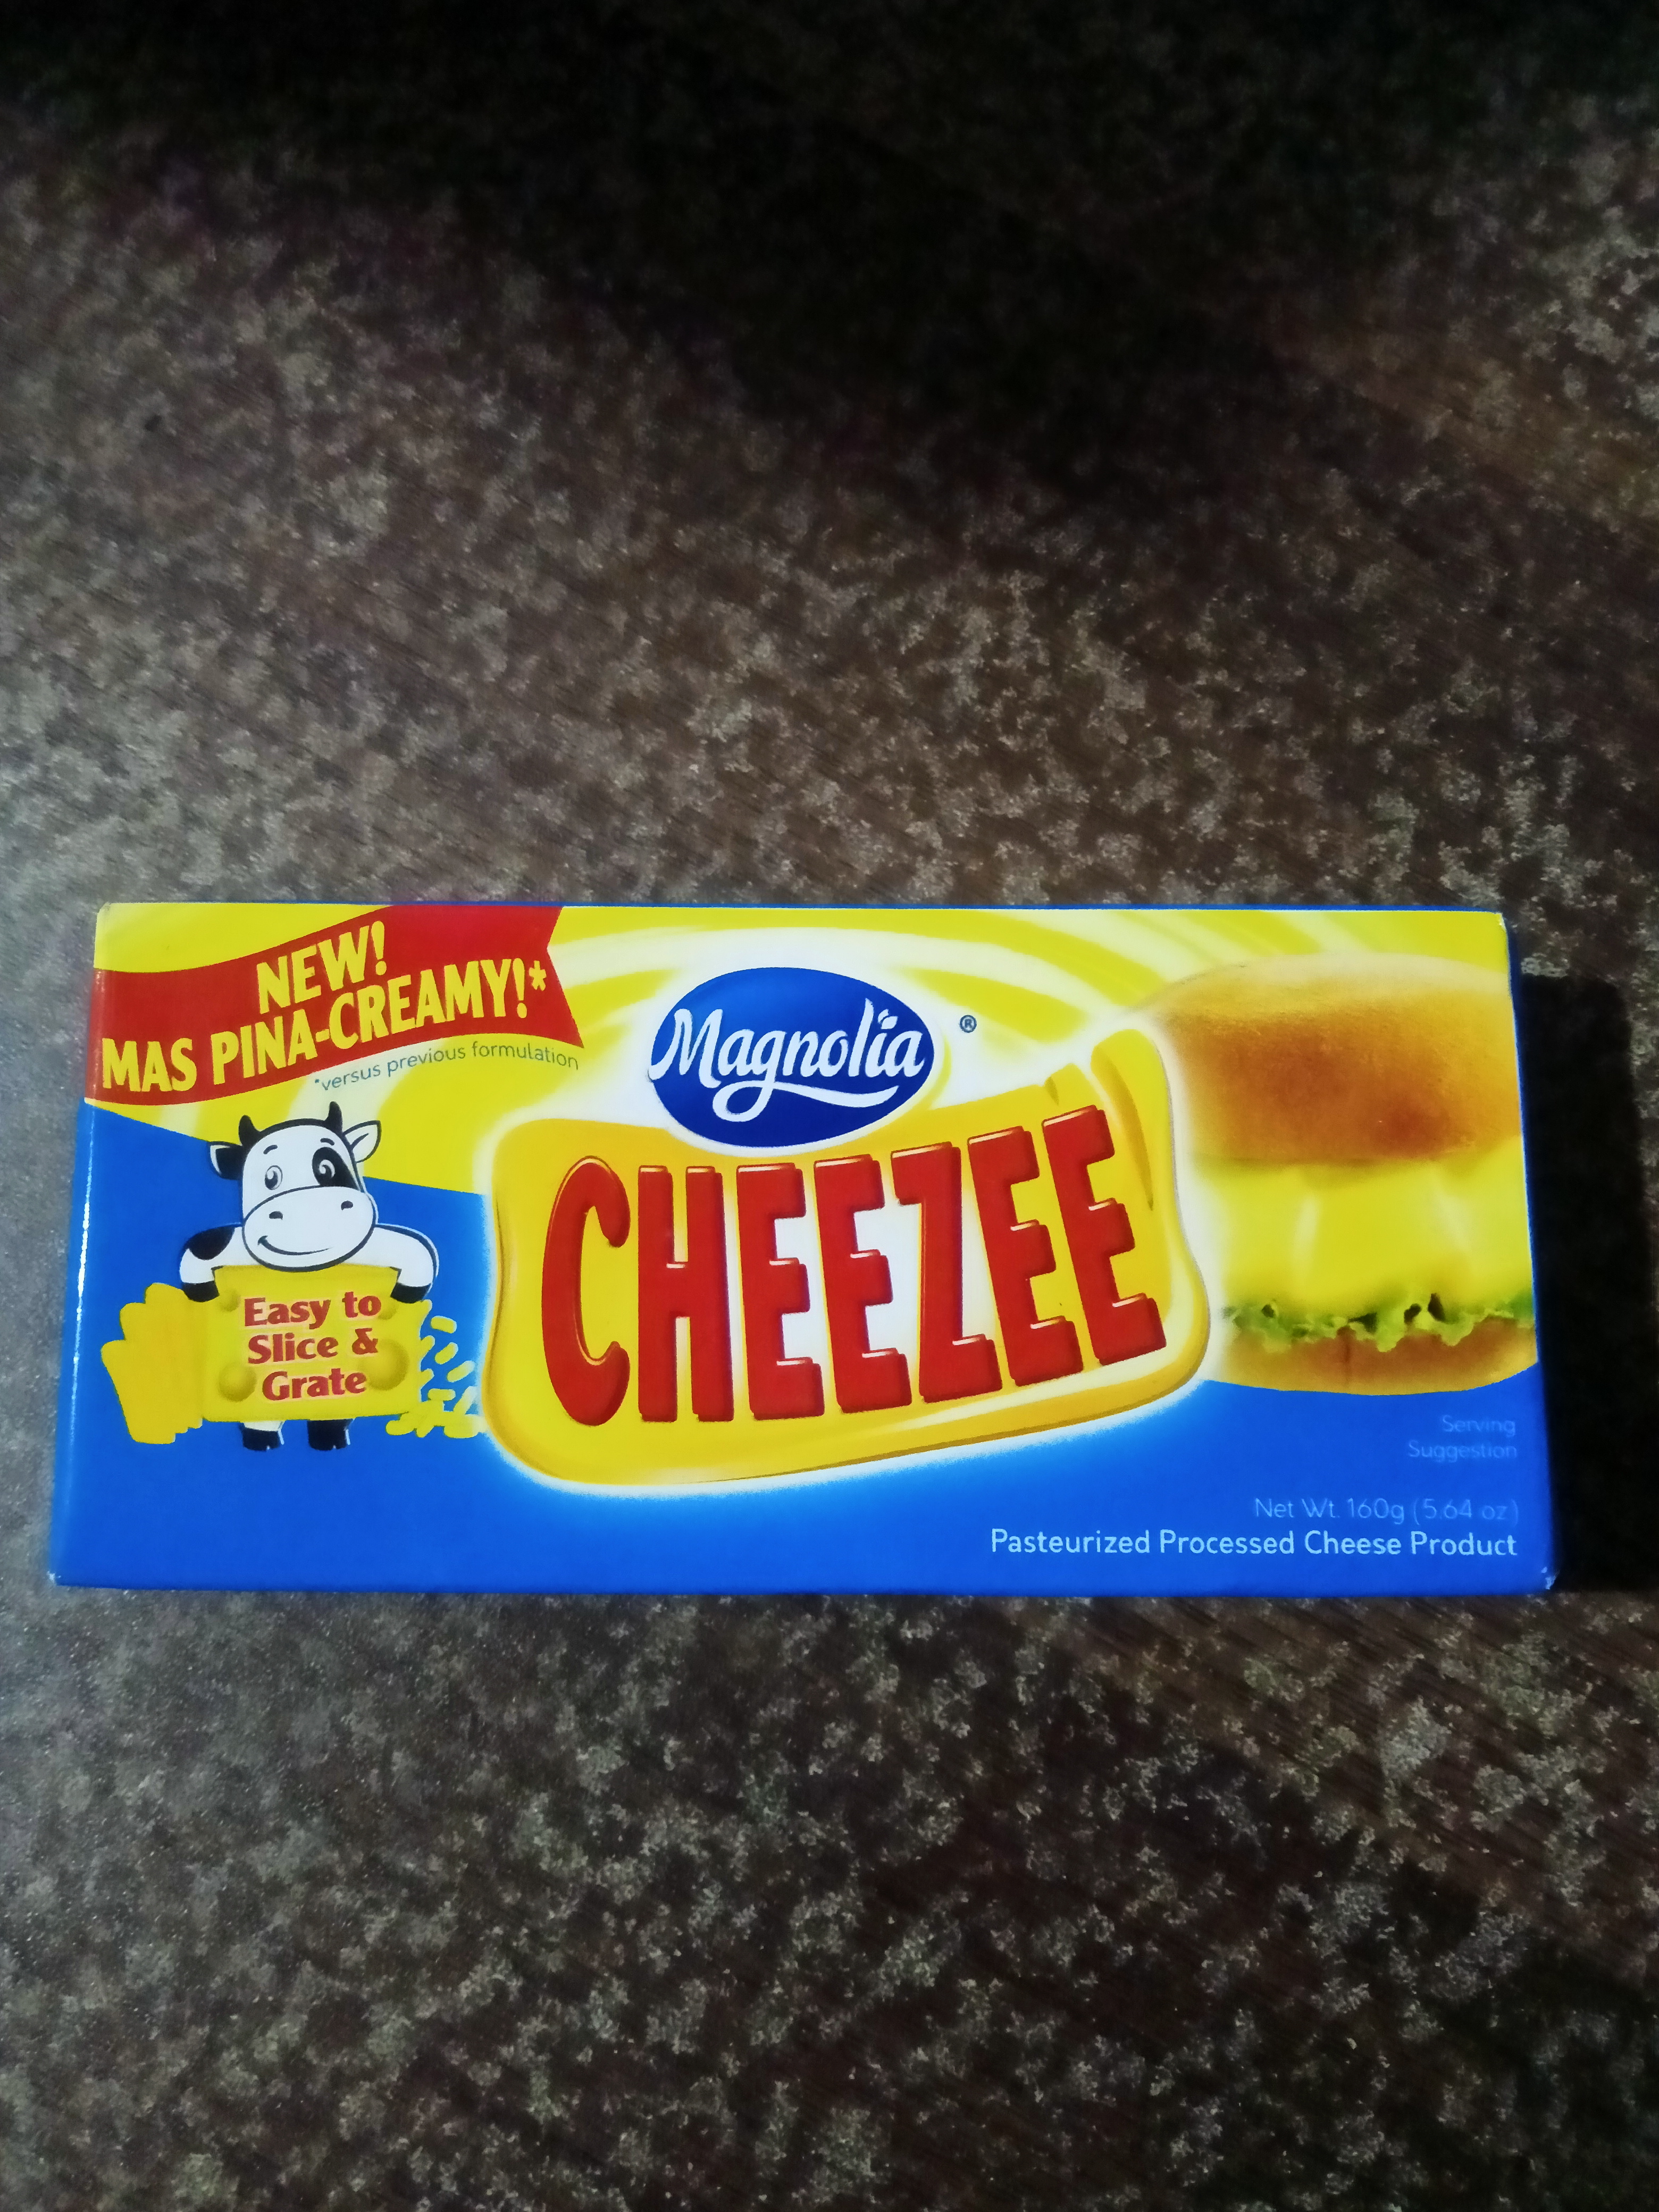 NEW!
MAS PINA-CREAMY!*
*versus previous formulation
Magnolia ®
CHEEZEE
Easy to
Slice &
Grate
Serving
Suggestion
Net Wt. 160g (5.64 oz)
Pasteurized Processed Cheese Product